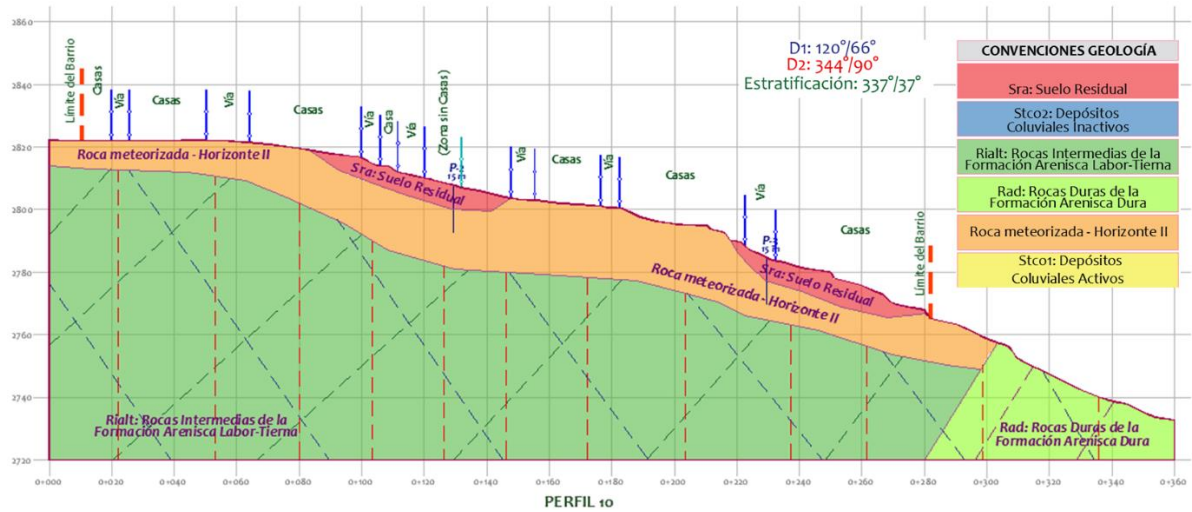 2860
2840
2820
2800
2780
2760
2740
2720
Límite del Barrio
Casas
Vía
Casas
Vía
Casas
Vía
Casa
Vía
(Zona sin Casas)
Vía
Casas
Vía
Casas
Vía
Casas
Límite del Barrio
D1: 120°/66°
D2: 344°/90°
Estratificación: 337°/37°
CONVENCIONES GEOLOGÍA
Sra: Suelo Residual
Stco2: Depósitos
Coluviales Inactivos
Rialt: Rocas Intermedias de la
Formación Arenisca Labor-Tierna
Rad: Rocas Duras de la
Formación Arenisca Dura
Roca meteorizada - Horizonte II
Stco1: Depósitos
Coluviales Activos
Roca meteorizada - Horizonte II
Sra: Suelo Residual
15 m
15 m
Sra: Suelo Residual
Roca meteorizada - Horizonte II
Rialt: Rocas Intermedias de la
Formación Arenisca Labor-Tierna
Rad: Rocas Duras de la
Formación Arenisca Dura
0+000 0+020 0+040 0+060 0+080 0+100 0+120 0+140 0+160 0+180 0+200 0+220 0+240 0+260 0+280 0+300 0+320 0+340 0+360
PERFIL 10